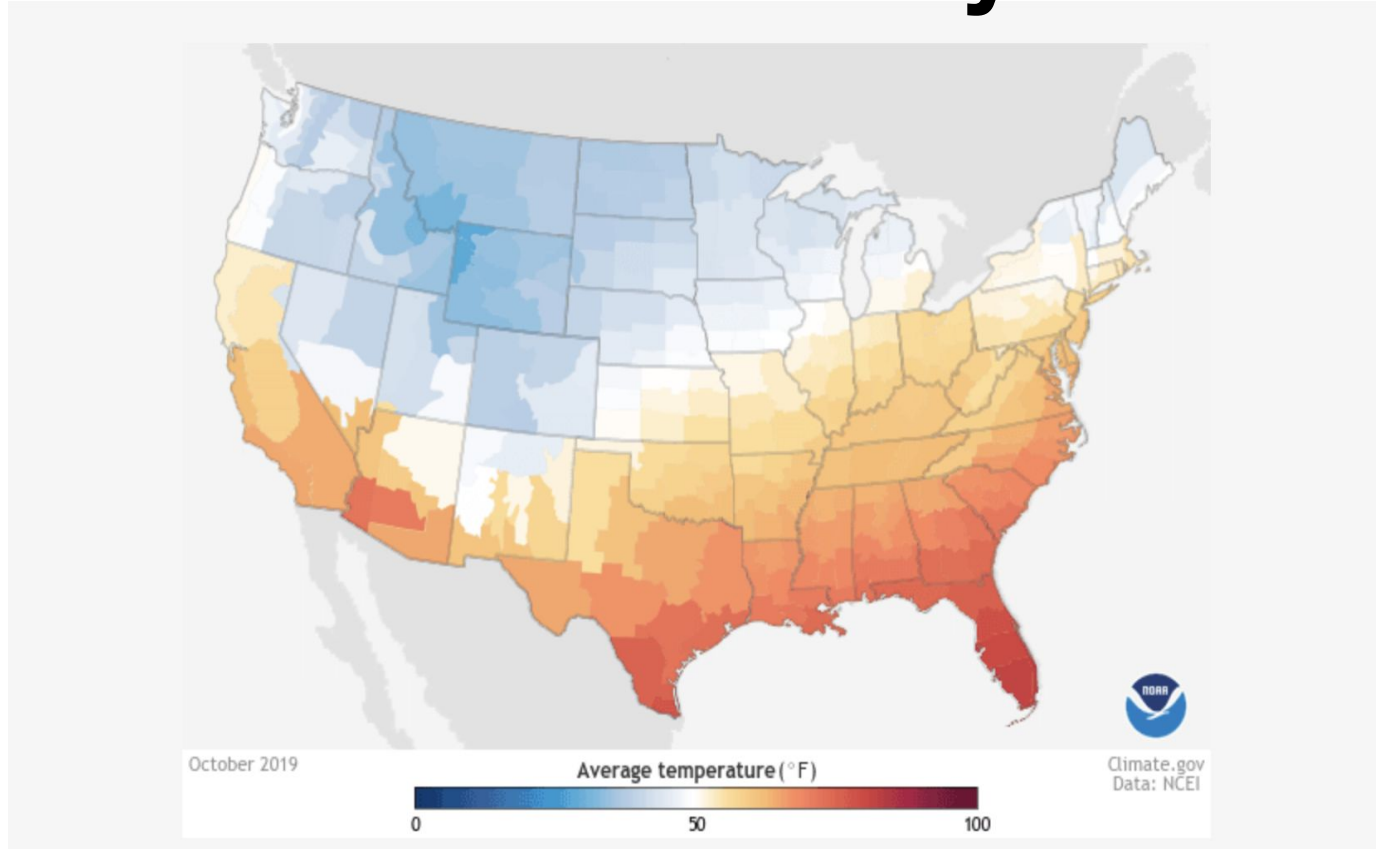 y
NOAA
October 2019
Average temperature (°F)
Climate.gov
Data: NCEI
0 50 100